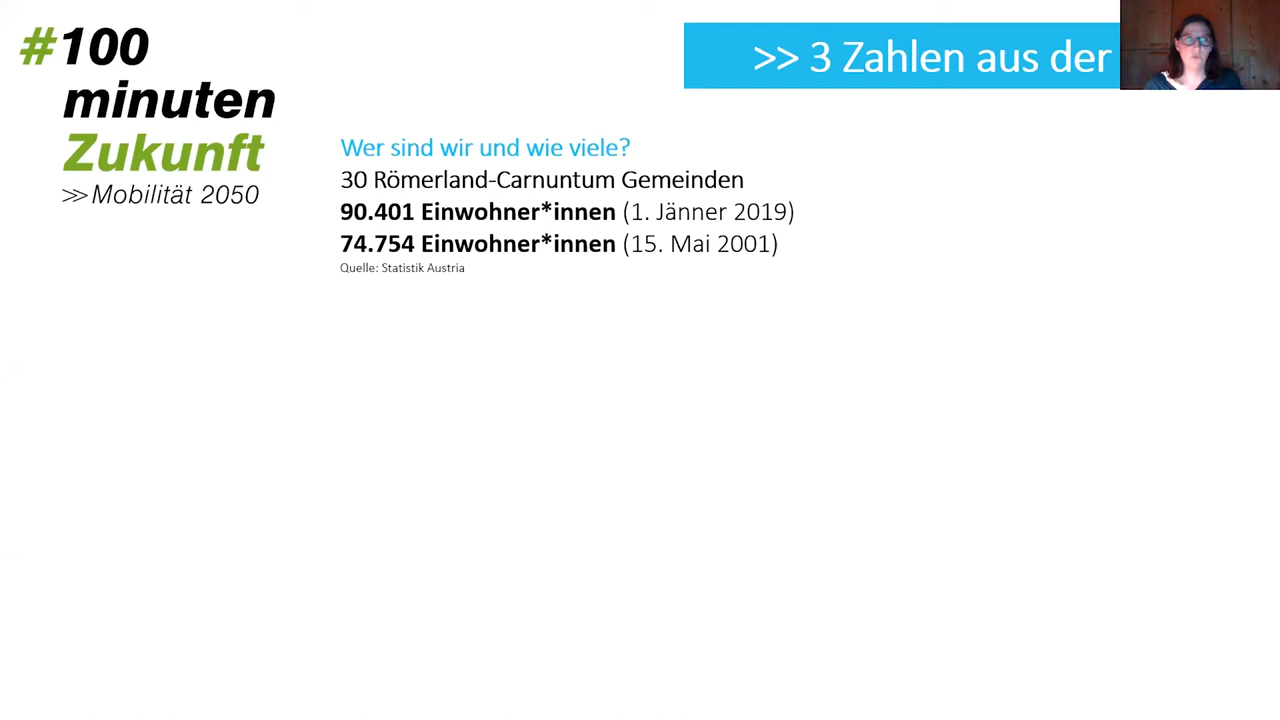 #100
minuten
Zukunft
>> Mobilität 2050
>> 3 Zahlen aus der
Wer sind wir und wie viele?
30 Römerland-Carnuntum Gemeinden
90.401 Einwohner*innen (1. Jänner 2019)
74.754 Einwohner*innen (15. Mai 2001)
Quelle: Statistik Austria